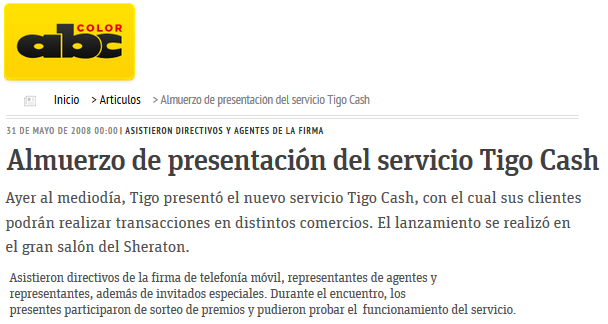 COLOR
abc
Inicio > Articulos > Almuerzo de presentación del servicio Tigo Cash
31 DE MAYO DE 2008 00:00 | ASISTIERON DIRECTIVOS Y AGENTES DE LA FIRMA
Almuerzo de presentación del servicio Tigo Cash
Ayer al mediodía, Tigo presentó el nuevo servicio Tigo Cash, con el cual sus clientes
podrán realizar transacciones en distintos comercios. El lanzamiento se realizó en
el gran salón del Sheraton.
Asistieron directivos de la firma de telefonía móvil, representantes de agentes y
representantes, además de invitados especiales. Durante el encuentro, los
presentes participaron de sorteo de premios y pudieron probar el funcionamiento del servicio.